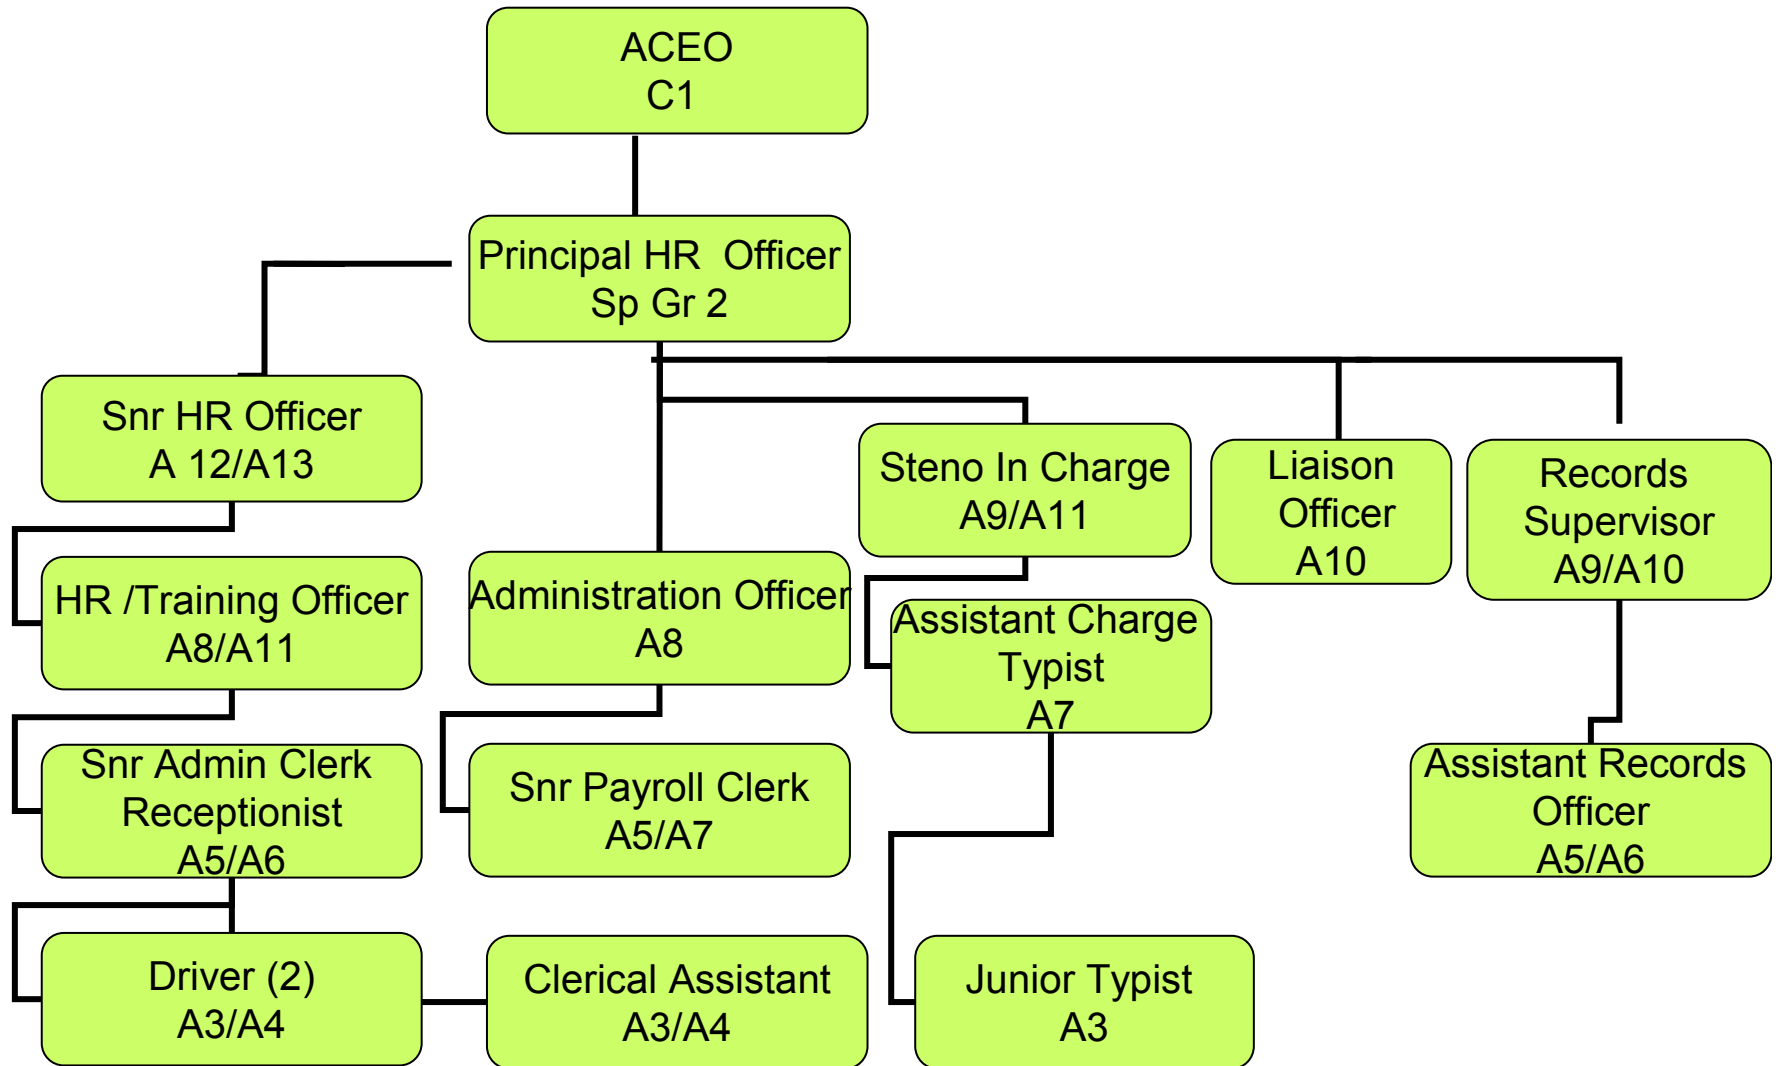 ACEO
C1
Principal HR  Officer
Sp Gr 2
Snr HR Officer
A 12/A13
Steno In Charge
A9/A11
Liaison
Officer
A10
Records
Supervisor
A9/A10
HR /Training Officer
A8/A11
Administration Officer
A8
Assistant Charge
Typist
A7
Snr Admin Clerk
Receptionist
A5/A6
Snr Payroll Clerk
A5/A7
Assistant Records
Officer
A5/A6
Driver (2)
A3/A4
Clerical Assistant
A3/A4
Junior Typist
A3